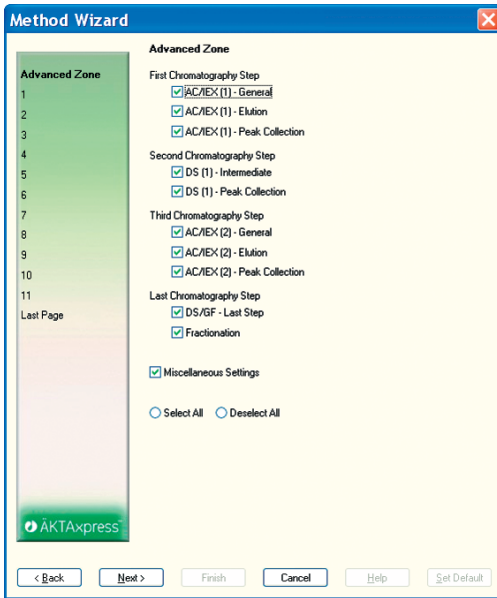 Method Wizard
Advanced Zone
1
2
3
4
5
6
7
8
9
10
11
Last Page
ÄKTAxpress™
Advanced Zone
First Chromatography Step
AC/IEX (1) - General
AC/IEX (1) - Elution
AC/IEX (1) - Peak Collection
Second Chromatography Step
DS (1) - Intermediate
DS (1) - Peak Collection
Third Chromatography Step
AC/IEX (2) - General
AC/IEX (2) - Elution
AC/IEX (2) - Peak Collection
Last Chromatography Step
DS/GF - Last Step
Fractionation
Miscellaneous Settings
Select All Deselect All
< Back Next > Finish Cancel Help Set Default